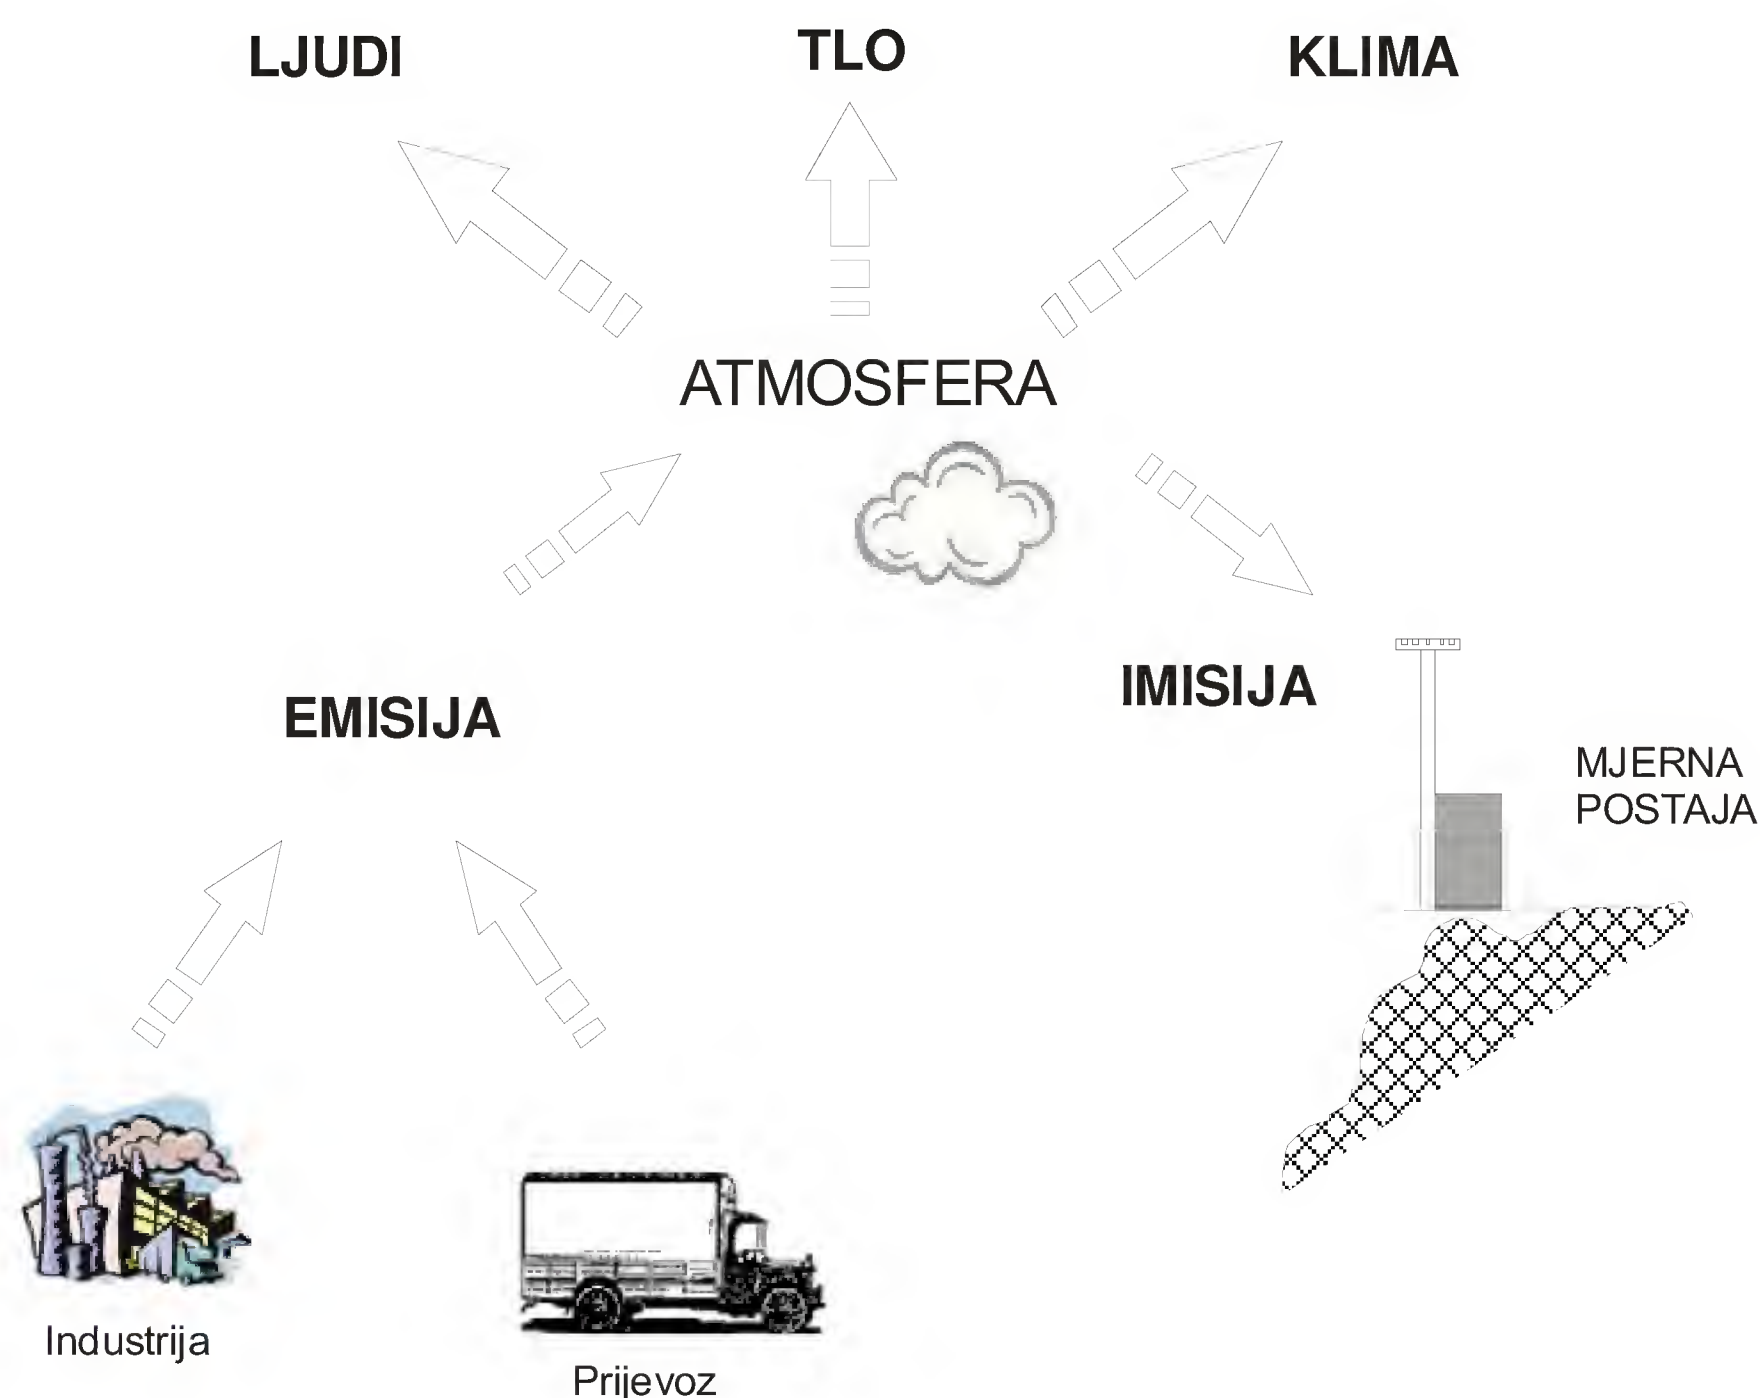 LJUDI
TLO
KLIMA
ATMOSFERA
EMISIJA
IMISIJA
MJERNA
POSTAJA
Industrija
Prijevoz